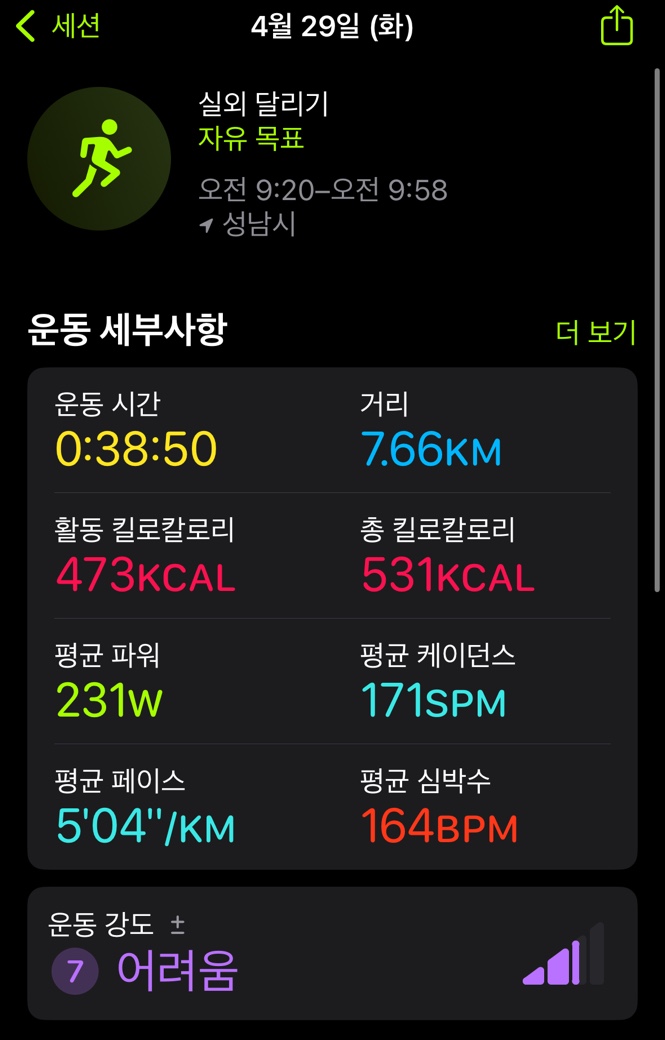 세션
4월 29일 (화)
실외 달리기
자유 목표
오전 9:20–오전 9:58
성남시
운동 세부사항
더 보기
운동 시간 거리
0:38:50 7.66KM
활동 킬로칼로리 총 킬로칼로리
473KCAL 531KCAL
평균 파워 평균 케이던스
231W 171SPM
평균 페이스 평균 심박수
5'04''/KM 164BPM
운동 강도 ±
7 어려움